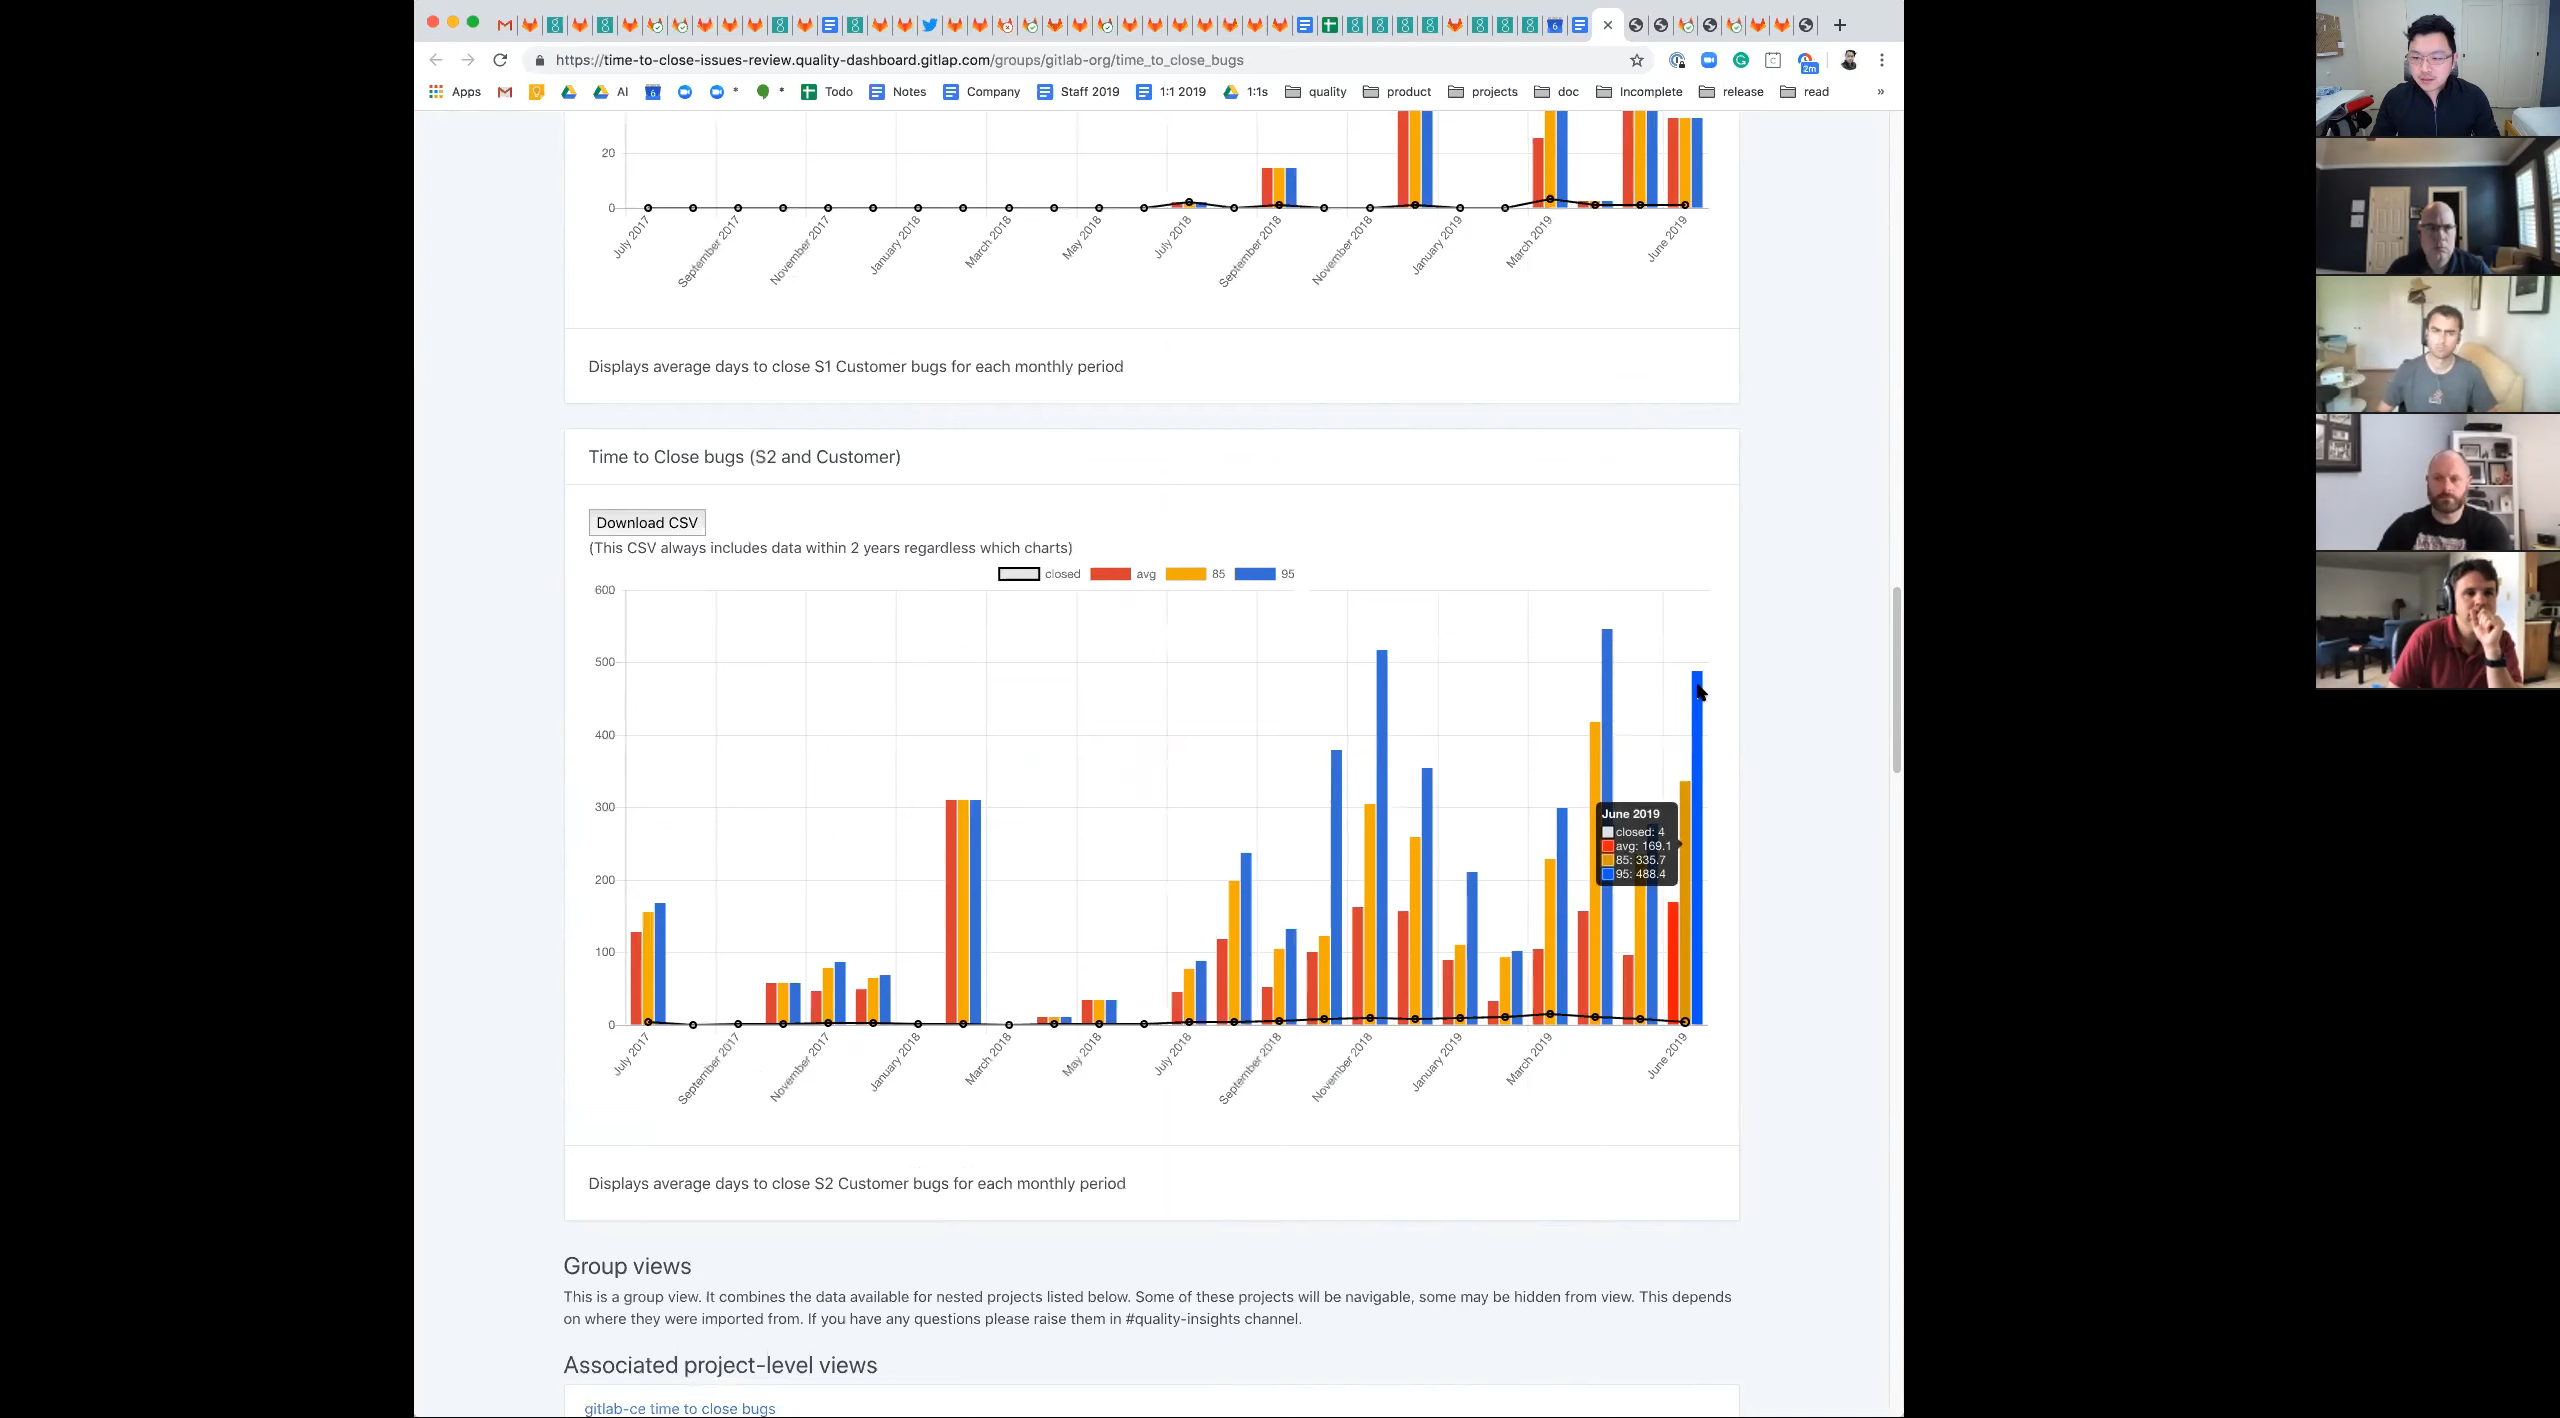 https://time-to-close-issues-review.quality-dashboard.gitlap.com/groups/gitlab-org/time_to_close_bugs
2m
Apps
AI
6
*
*
Todo
Notes
Company
Staff 2019
1:1 2019
1:1s
quality
product
projects
doc
Incomplete
release
read
»
20
0
July 2017
September 2017
November 2017
January 2018
March 2018
May 2018
July 2018
September 2018
November 2018
January 2019
March 2019
June 2019
Displays average days to close S1 Customer bugs for each monthly period
Time to Close bugs (S2 and Customer)
Download CSV
(This CSV always includes data within 2 years regardless which charts)
closed avg 85 95
600
500
400
300
200
100
0
June 2019
closed: 4
avg: 169.1
85: 335.7
95: 488.4
July 2017
September 2017
November 2017
January 2018
March 2018
May 2018
July 2018
September 2018
November 2018
January 2019
March 2019
June 2019
Displays average days to close S2 Customer bugs for each monthly period
Group views
This is a group view. It combines the data available for nested projects listed below. Some of these projects will be navigable, some may be hidden from view. This depends
on where they were imported from. If you have any questions please raise them in #quality-insights channel.
Associated project-level views
gitlab-ce time to close bugs